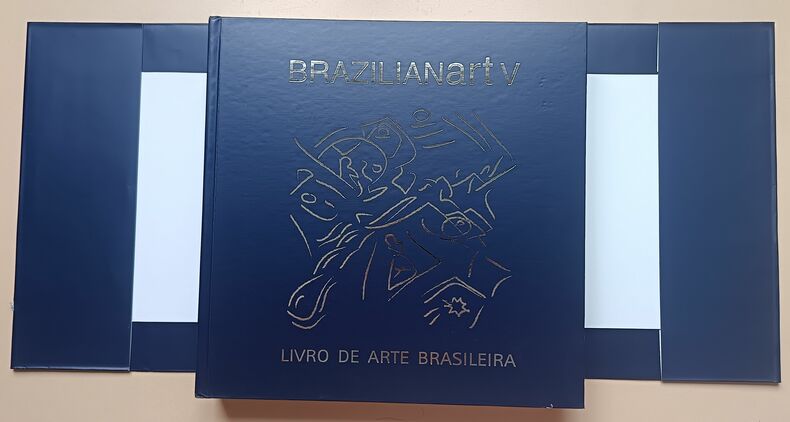 BRAZILIANart V
LIVRO DE ARTE BRASILEIRA